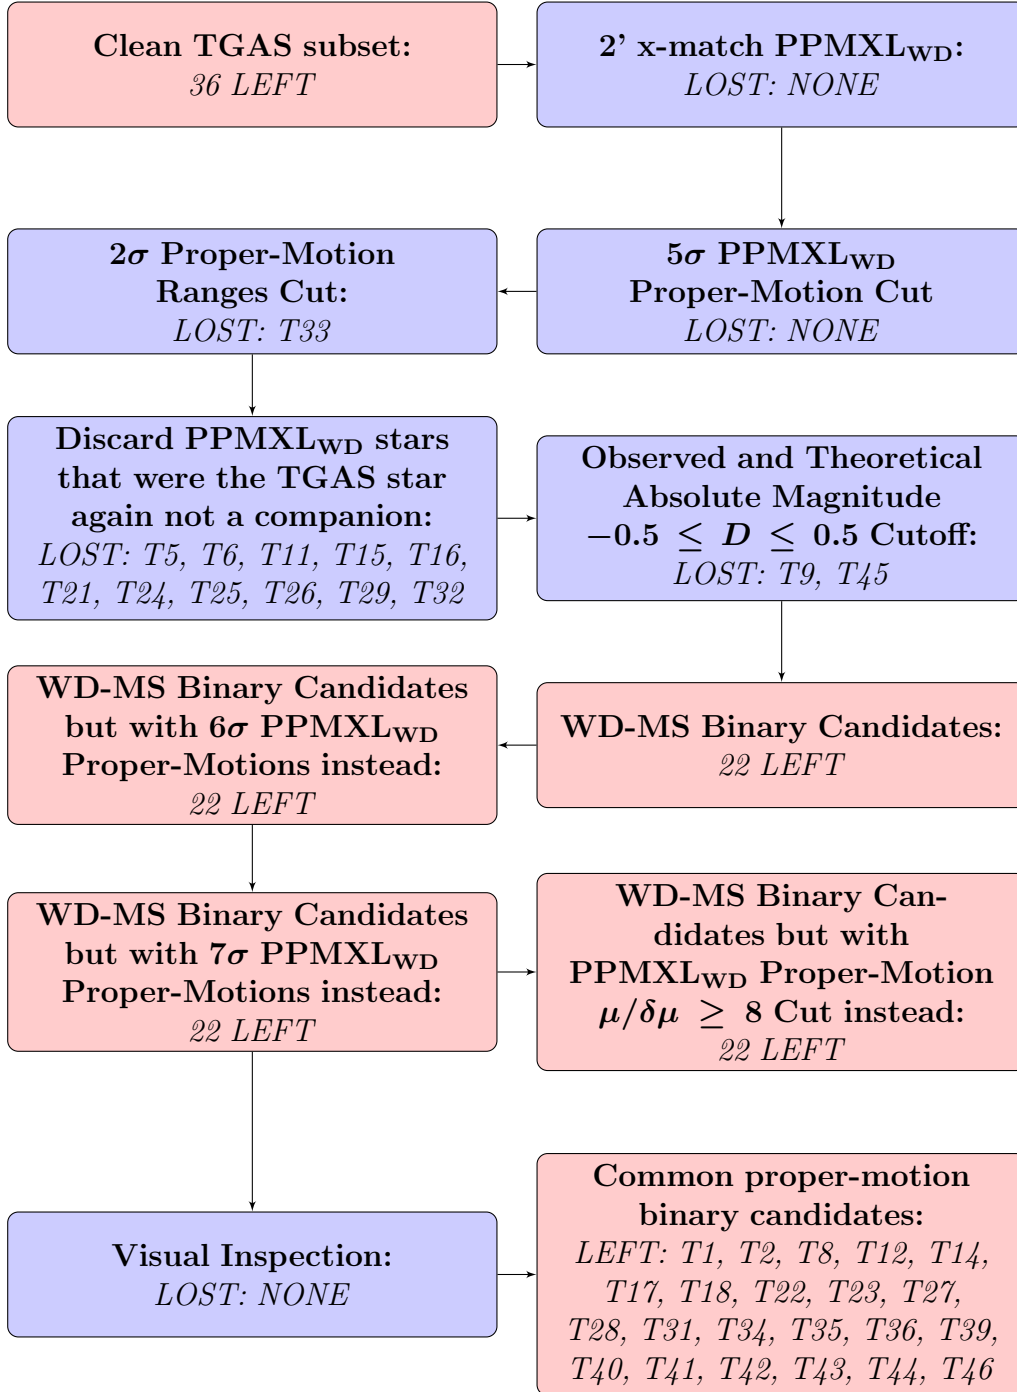 Clean TGAS subset:
36 LEFT
2' x-match PPMXL_WD:
LOST: NONE
5σ PPMXL_WD
Proper-Motion Cut
LOST: NONE
2σ Proper-Motion
Ranges Cut:
LOST: T33
Discard PPMXL_WD stars
that were the TGAS star
again not a companion:
LOST: T5, T6, T11, T15, T16,
T21, T24, T25, T26, T29, T32
Observed and Theoretical
Absolute Magnitude
−0.5 ≤ D ≤ 0.5 Cutoff:
LOST: T9, T45
WD-MS Binary Candidates:
22 LEFT
WD-MS Binary Candidates
but with 6σ PPMXL_WD
Proper-Motions instead:
22 LEFT
WD-MS Binary Candidates
but with 7σ PPMXL_WD
Proper-Motions instead:
22 LEFT
WD-MS Binary Can-
didates but with
PPMXL_WD Proper-Motion
μ/δμ ≥ 8 Cut instead:
22 LEFT
Visual Inspection:
LOST: NONE
Common proper-motion
binary candidates:
LEFT: T1, T2, T8, T12, T14,
T17, T18, T22, T23, T27,
T28, T31, T34, T35, T36, T39,
T40, T41, T42, T43, T44, T46